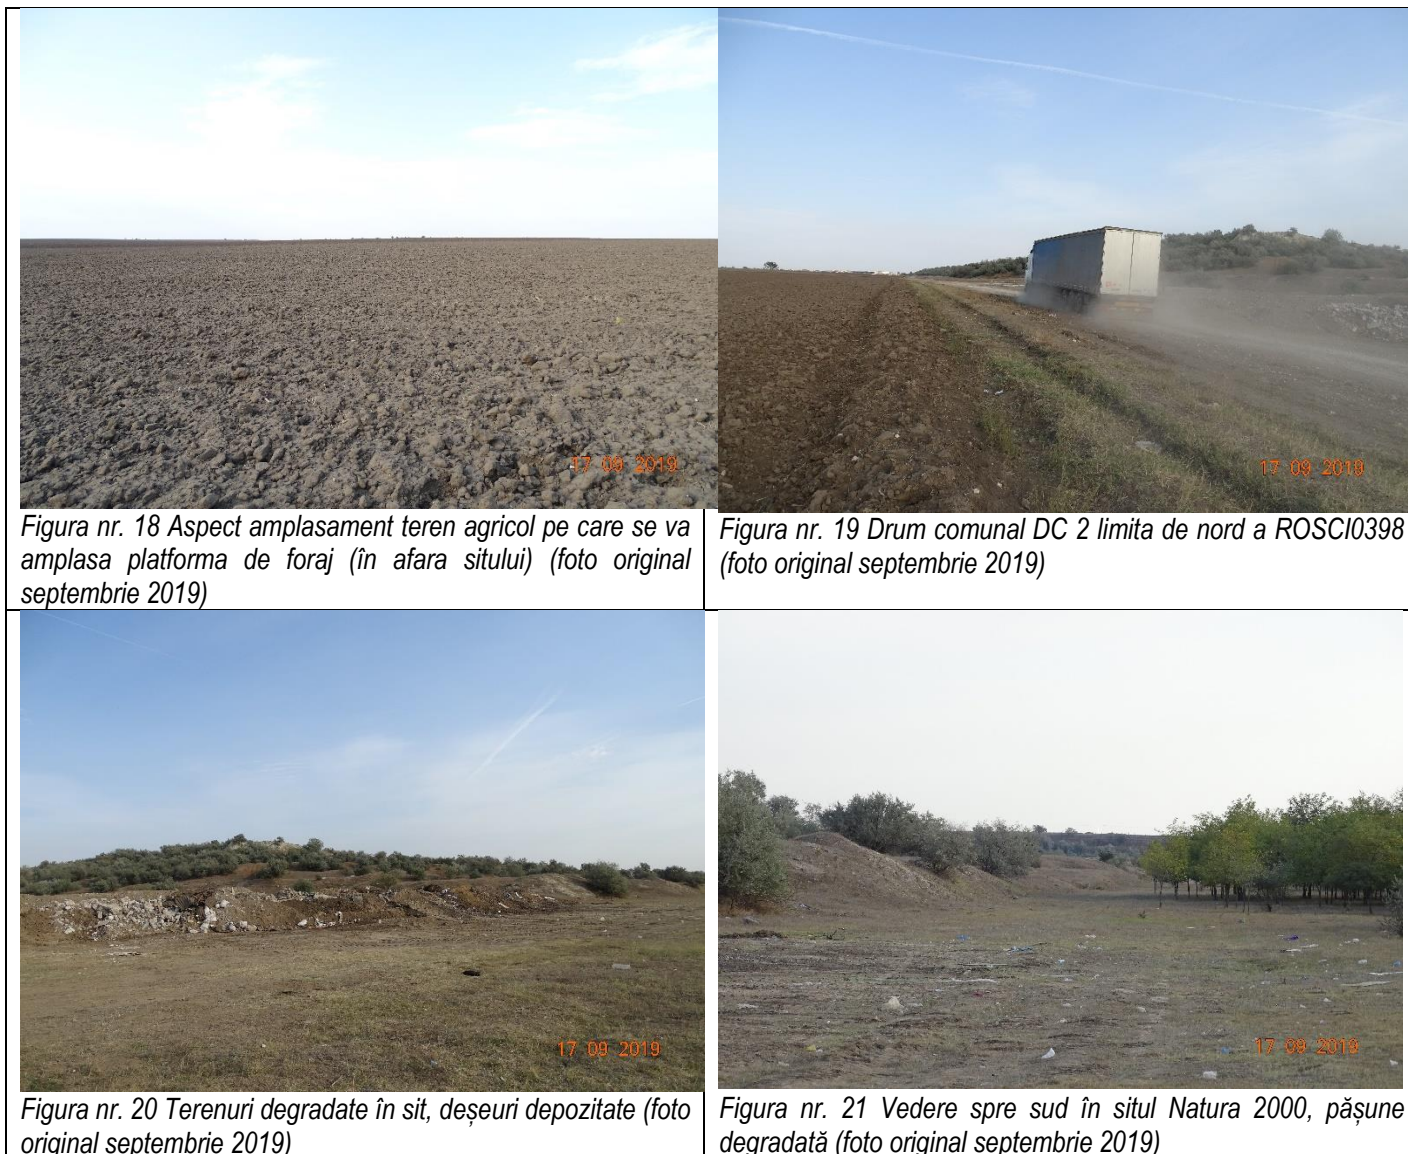 17 09 2019
17 09 2019
Figura nr. 18 Aspect amplasament teren agricol pe care se va
amplasa platforma de foraj (în afara sitului) (foto original
septembrie 2019)
Figura nr. 19 Drum comunal DC 2 limita de nord a ROSCI0398
(foto original septembrie 2019)
17 09 2019
17 09 2019
Figura nr. 20 Terenuri degradate în sit, deșeuri depozitate (foto
original septembrie 2019)
Figura nr. 21 Vedere spre sud în situl Natura 2000, pășune
degradată (foto original septembrie 2019)